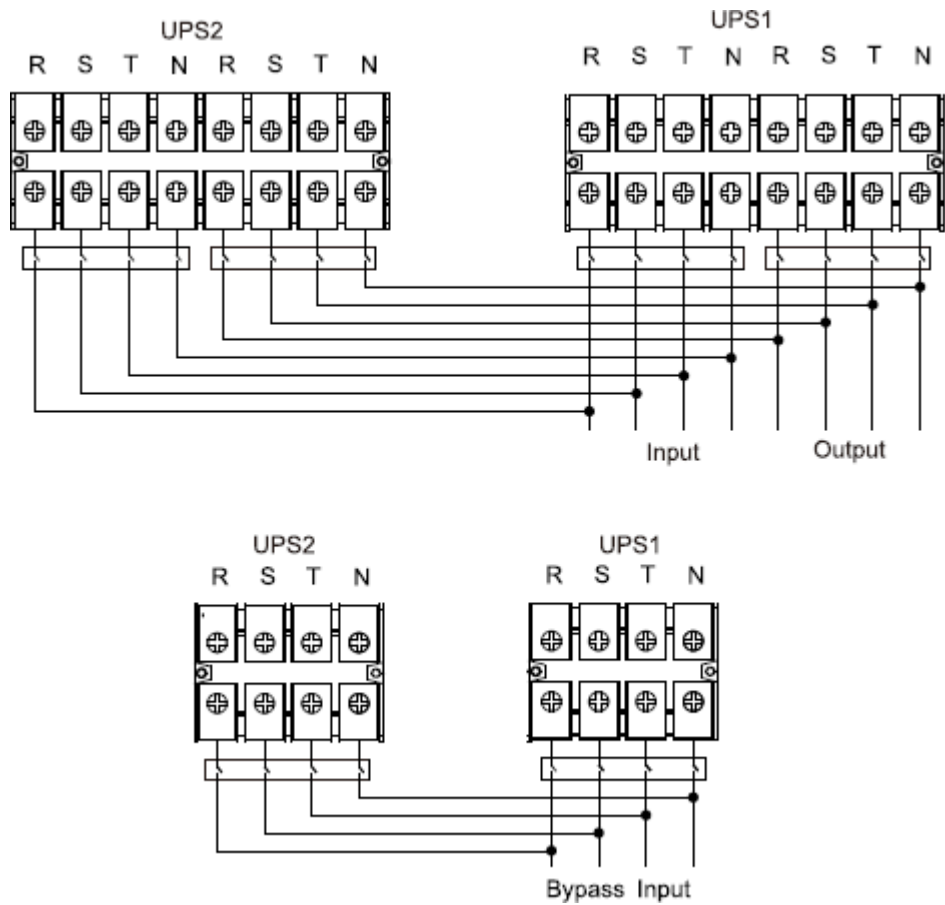 UPS2
UPS1
R S T N R S T N
R S T N R S T N
Input
Output
UPS2
UPS1
R S T N
R S T N
Bypass Input